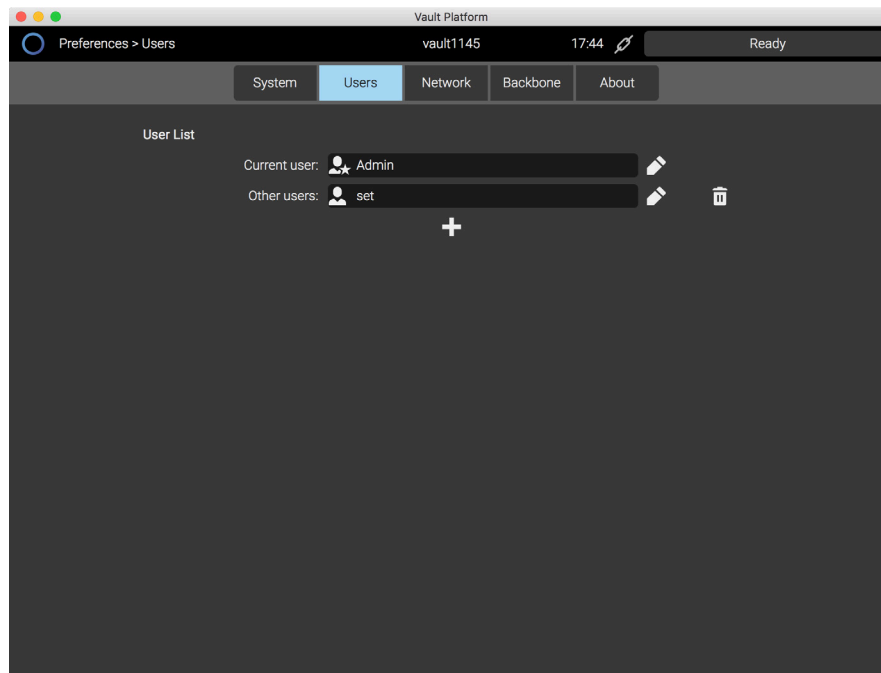 Vault Platform
Preferences > Users vault1145 17:44 Ready
System Users Network Backbone About
User List
Current user: Admin
Other users: set